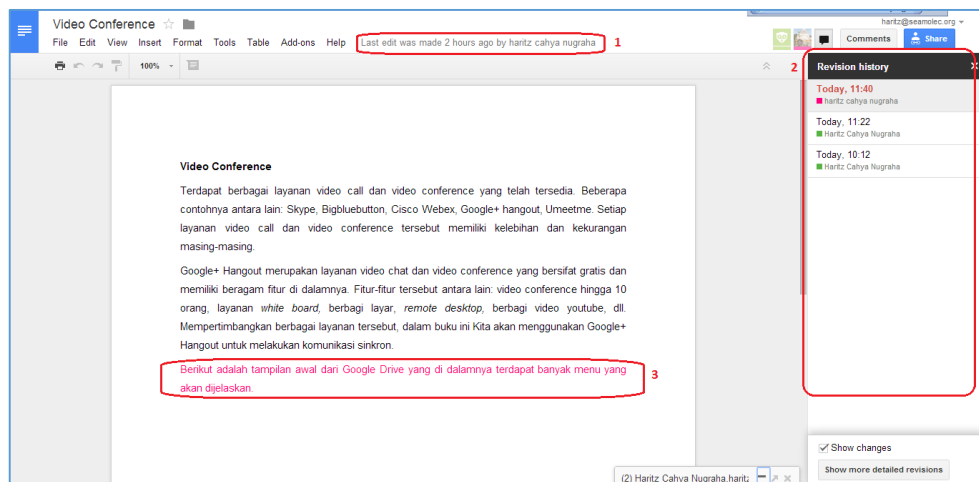 Video Conference
haritz@seamolec.org
File Edit View Insert Format Tools Table Add-ons Help Last edit was made 2 hours ago by haritz cahya nugraha 1
Comments Share
100%
2 Revision history
Today, 11:40
haritz cahya nugraha
Today, 11:22
Haritz Cahya Nugraha
Today, 10:12
Haritz Cahya Nugraha
Video Conference
Terdapat berbagai layanan video call dan video conference yang telah tersedia. Beberapa
contohnya antara lain: Skype, Bigbluebutton, Cisco Webex, Google+ hangout, Umeetme. Setiap
layanan video call dan video conference tersebut memiliki kelebihan dan kekurangan
masing-masing.
Google+ Hangout merupakan layanan video chat dan video conference yang bersifat gratis dan
memiliki beragam fitur di dalamnya. Fitur-fitur tersebut antara lain: video conference hingga 10
orang, layanan white board, berbagi layar, remote desktop, berbagi video youtube, dll.
Mempertimbangkan berbagai layanan tersebut, dalam buku ini Kita akan menggunakan Google+
Hangout untuk melakukan komunikasi sinkron.
Berikut adalah tampilan awal dari Google Drive yang di dalamnya terdapat banyak menu yang
akan dijelaskan.
3
Show changes
Show more detailed revisions
(2) Haritz Cahya Nugraha,harit